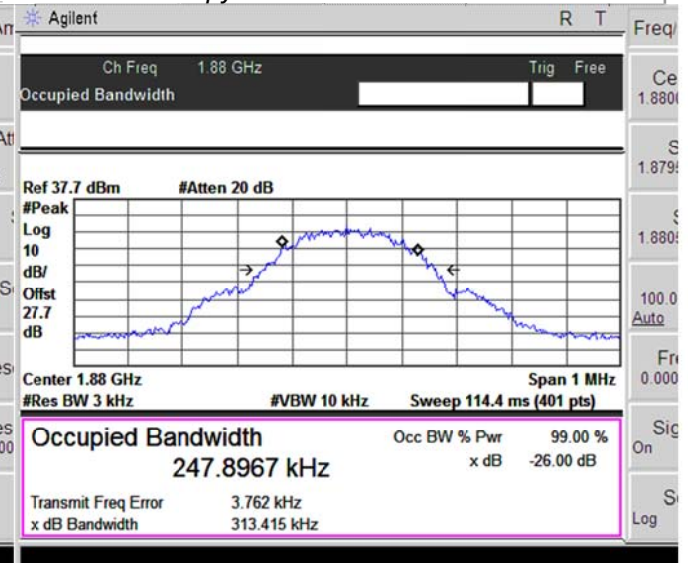 Agilent R T
Ch Freq 1.88 GHz Trig Free
Occupied Bandwidth
Ref 37.7 dBm #Atten 20 dB
#Peak
Log
10
dB/
Offst
27.7
dB
Center 1.88 GHz Span 1 MHz
#Res BW 3 kHz #VBW 10 kHz Sweep 114.4 ms (401 pts)
Occupied Bandwidth Occ BW % Pwr 99.00 %
247.8967 kHz x dB -26.00 dB
Transmit Freq Error 3.762 kHz
x dB Bandwidth 313.415 kHz
Freq/
Ce
1.8800
S
1.8795
1.8805
100.0
Auto
Fre
0.000
Sig
On
S
Log